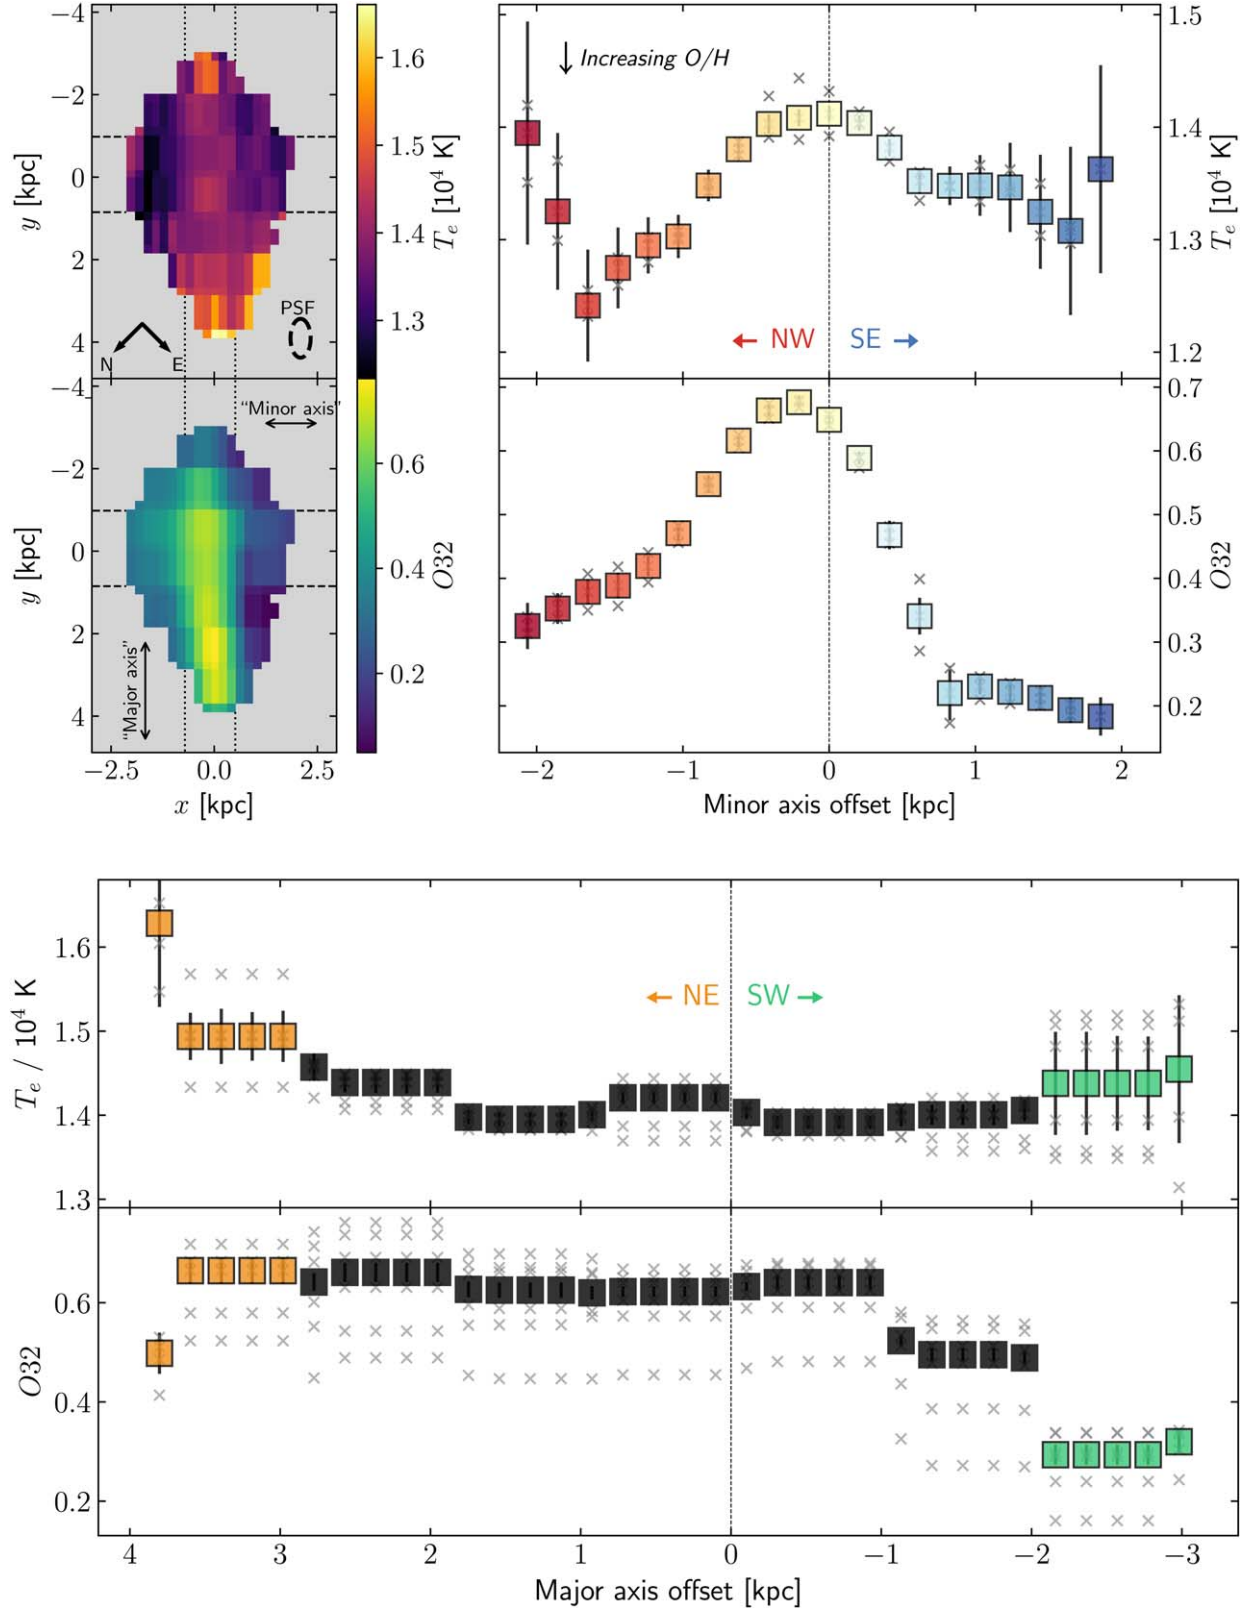 −4
−2
0
2
4
y [kpc]
N
E
PSF
1.6
1.5
1.4
1.3
T_e [10^4 K]
−4
−2
0
2
4
y [kpc]
“Minor axis”
“Major axis”
0.6
0.4
0.2
O32
−2.5
0.0
2.5
x [kpc]
Increasing O/H
NW
SE
1.5
1.4
1.3
1.2
T_e [10^4 K]
0.7
0.6
0.5
0.4
0.3
0.2
O32
−2
−1
0
1
2
Minor axis offset [kpc]
1.6
1.5
1.4
1.3
T_e / 10^4 K
NE
SW
0.6
0.4
0.2
O32
4
3
2
1
0
−1
−2
−3
Major axis offset [kpc]